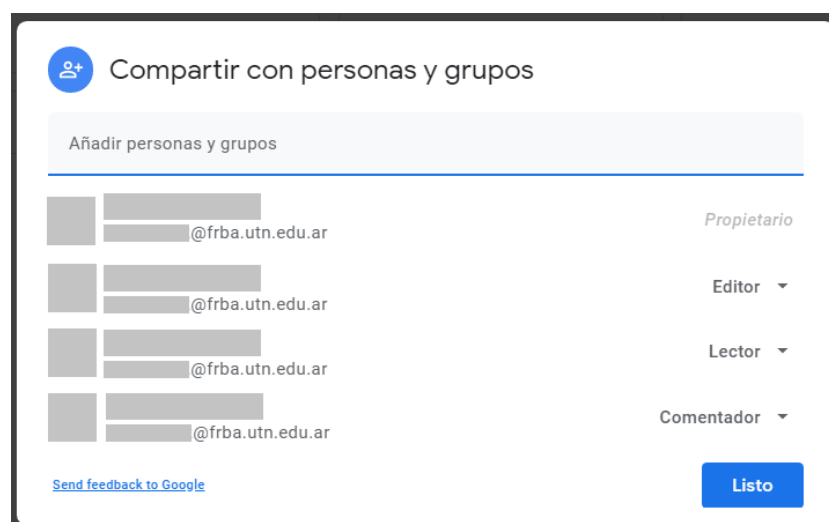 Compartir con personas y grupos
Añadir personas y grupos
@frba.utn.edu.ar
Propietario
@frba.utn.edu.ar
Editor
@frba.utn.edu.ar
Lector
@frba.utn.edu.ar
Comentador
Send feedback to Google
Listo